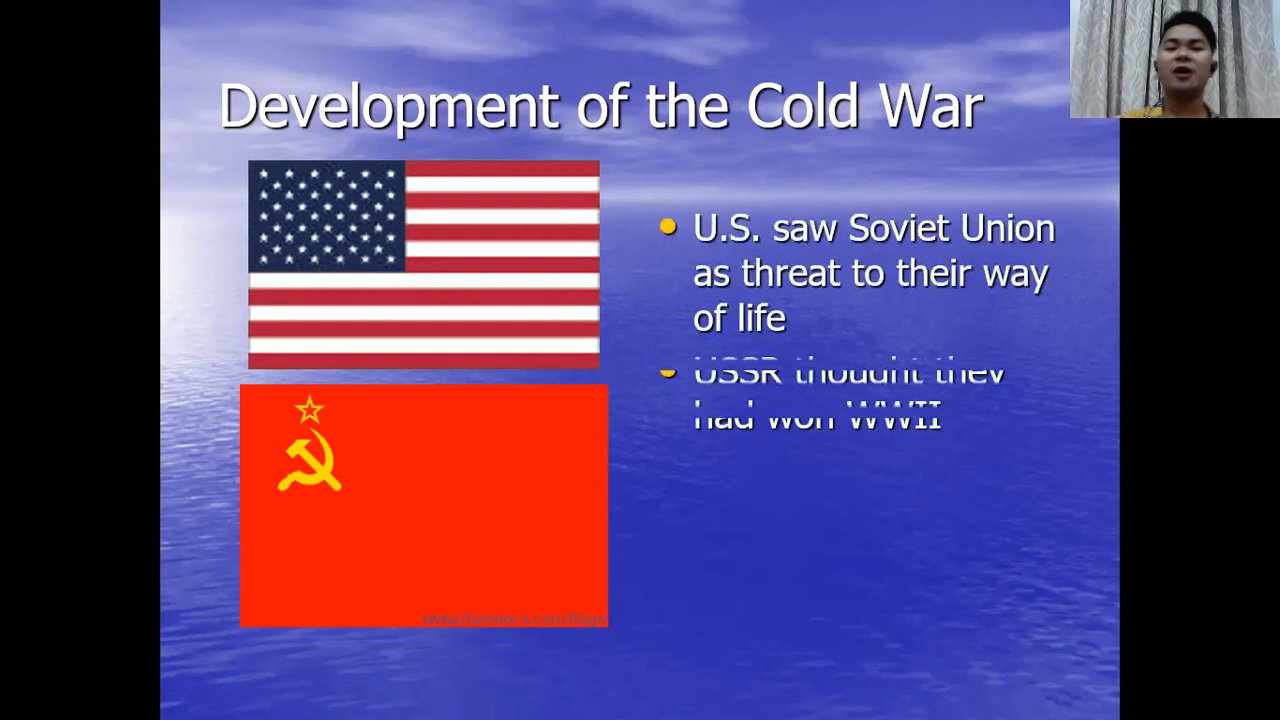 Development of the Cold War
U.S. saw Soviet Union
as threat to their way
of life
USSR thought they
had won WWII